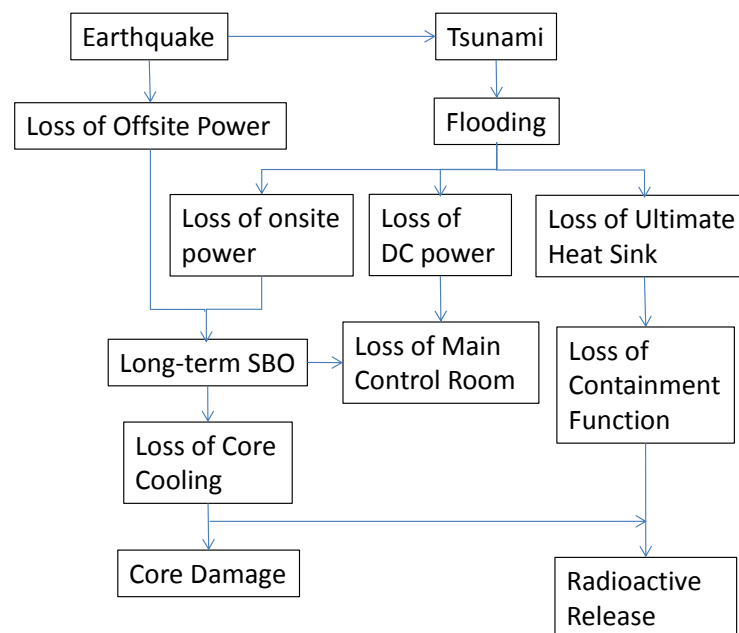 Earthquake
Tsunami
Loss of Offsite Power
Flooding
Loss of onsite
power
Loss of
DC power
Loss of Ultimate
Heat Sink
Long-term SBO
Loss of Main
Control Room
Loss of
Containment
Function
Loss of Core
Cooling
Core Damage
Radioactive
Release